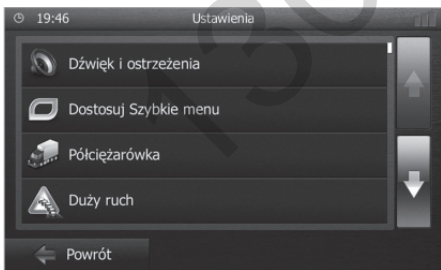 19:46 Ustawienia
Dźwięk i ostrzeżenia
Dostosuj Szybkie menu
Półciężarówka
Duży ruch
Powrót